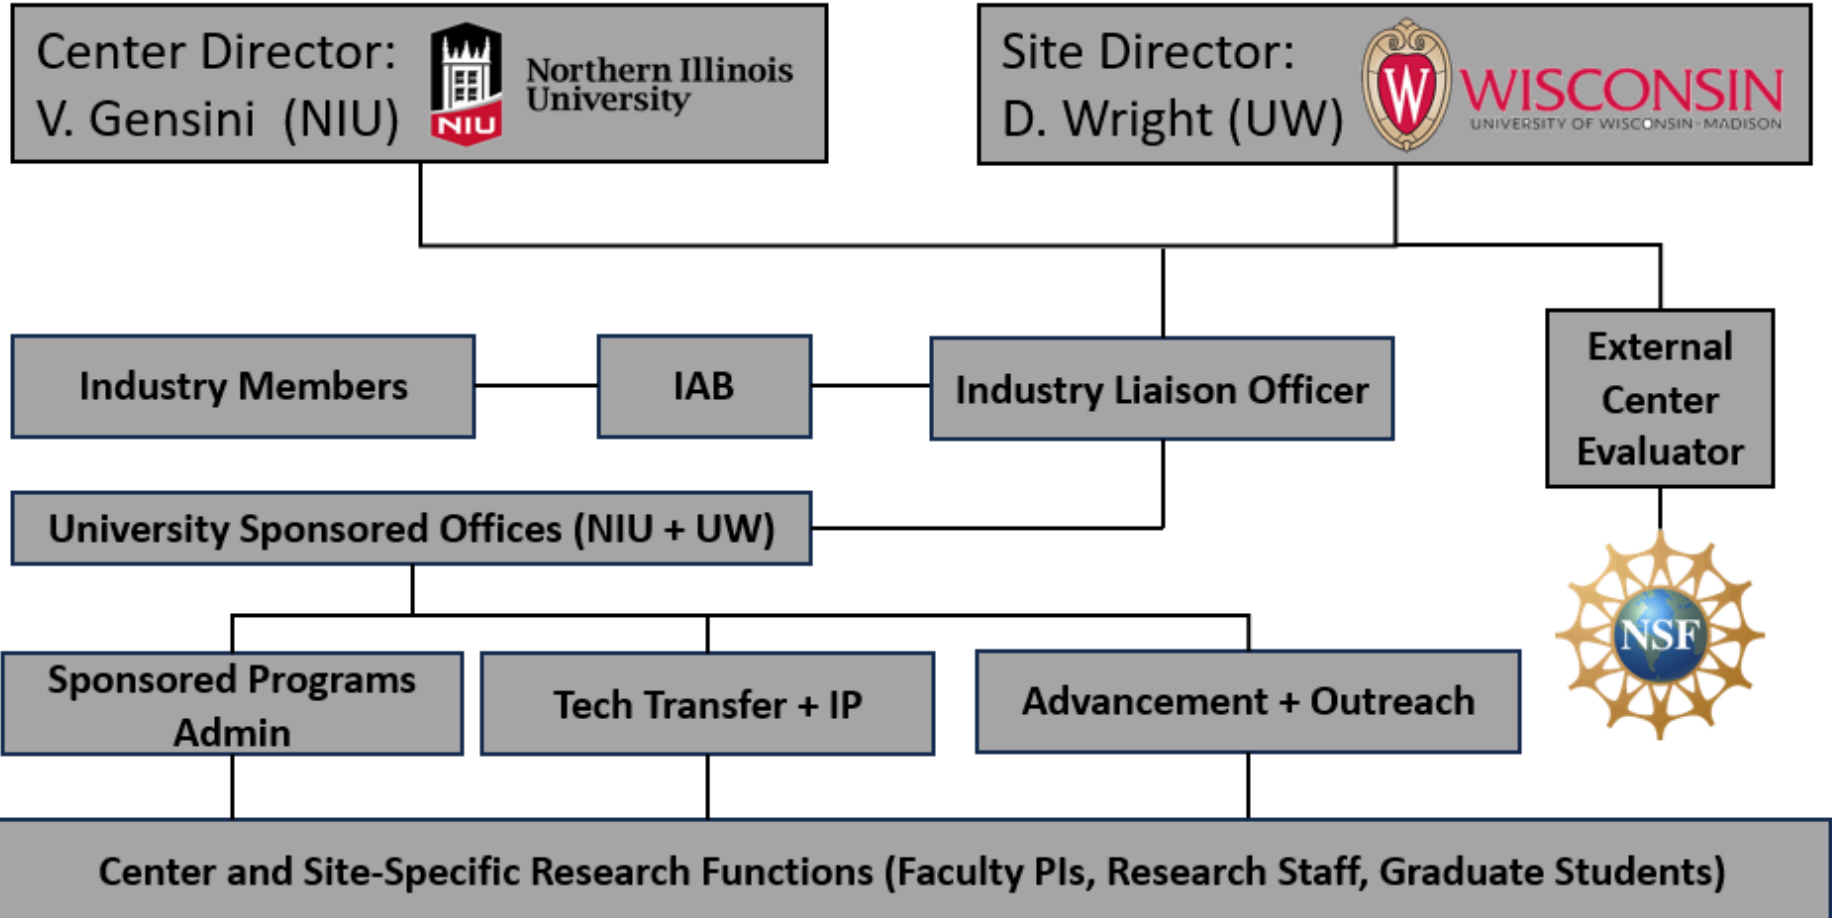 Center Director:
V. Gensini (NIU)
NIU
Northern Illinois
University
Site Director:
D. Wright (UW)
W
WISCONSIN
UNIVERSITY OF WISCONSIN-MADISON
Industry Members
IAB
Industry Liaison Officer
External
Center
Evaluator
University Sponsored Offices (NIU + UW)
NSF
Sponsored Programs
Admin
Tech Transfer + IP
Advancement + Outreach
Center and Site-Specific Research Functions (Faculty PIs, Research Staff, Graduate Students)